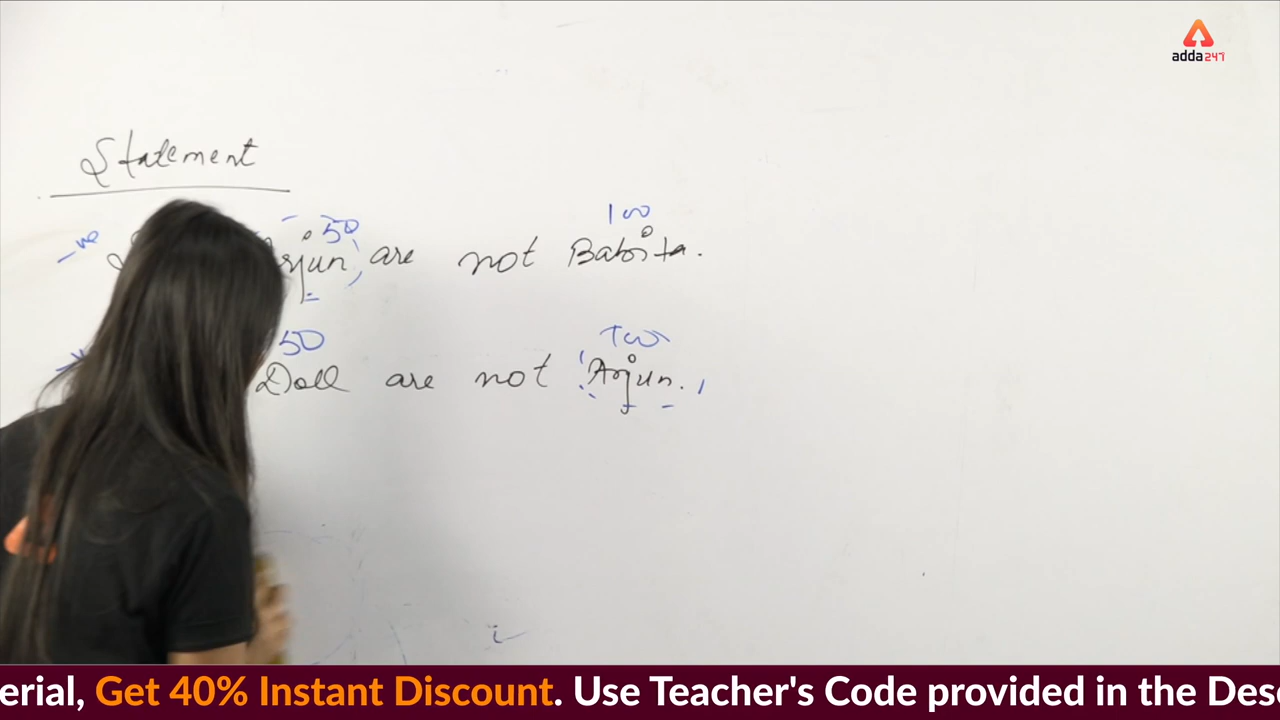 adda247
Statement
-ve 50 100
are not Babita.
50 100
Doll are not Arjun.
erial, Get 40% Instant Discount. Use Teacher's Code provided in the Des